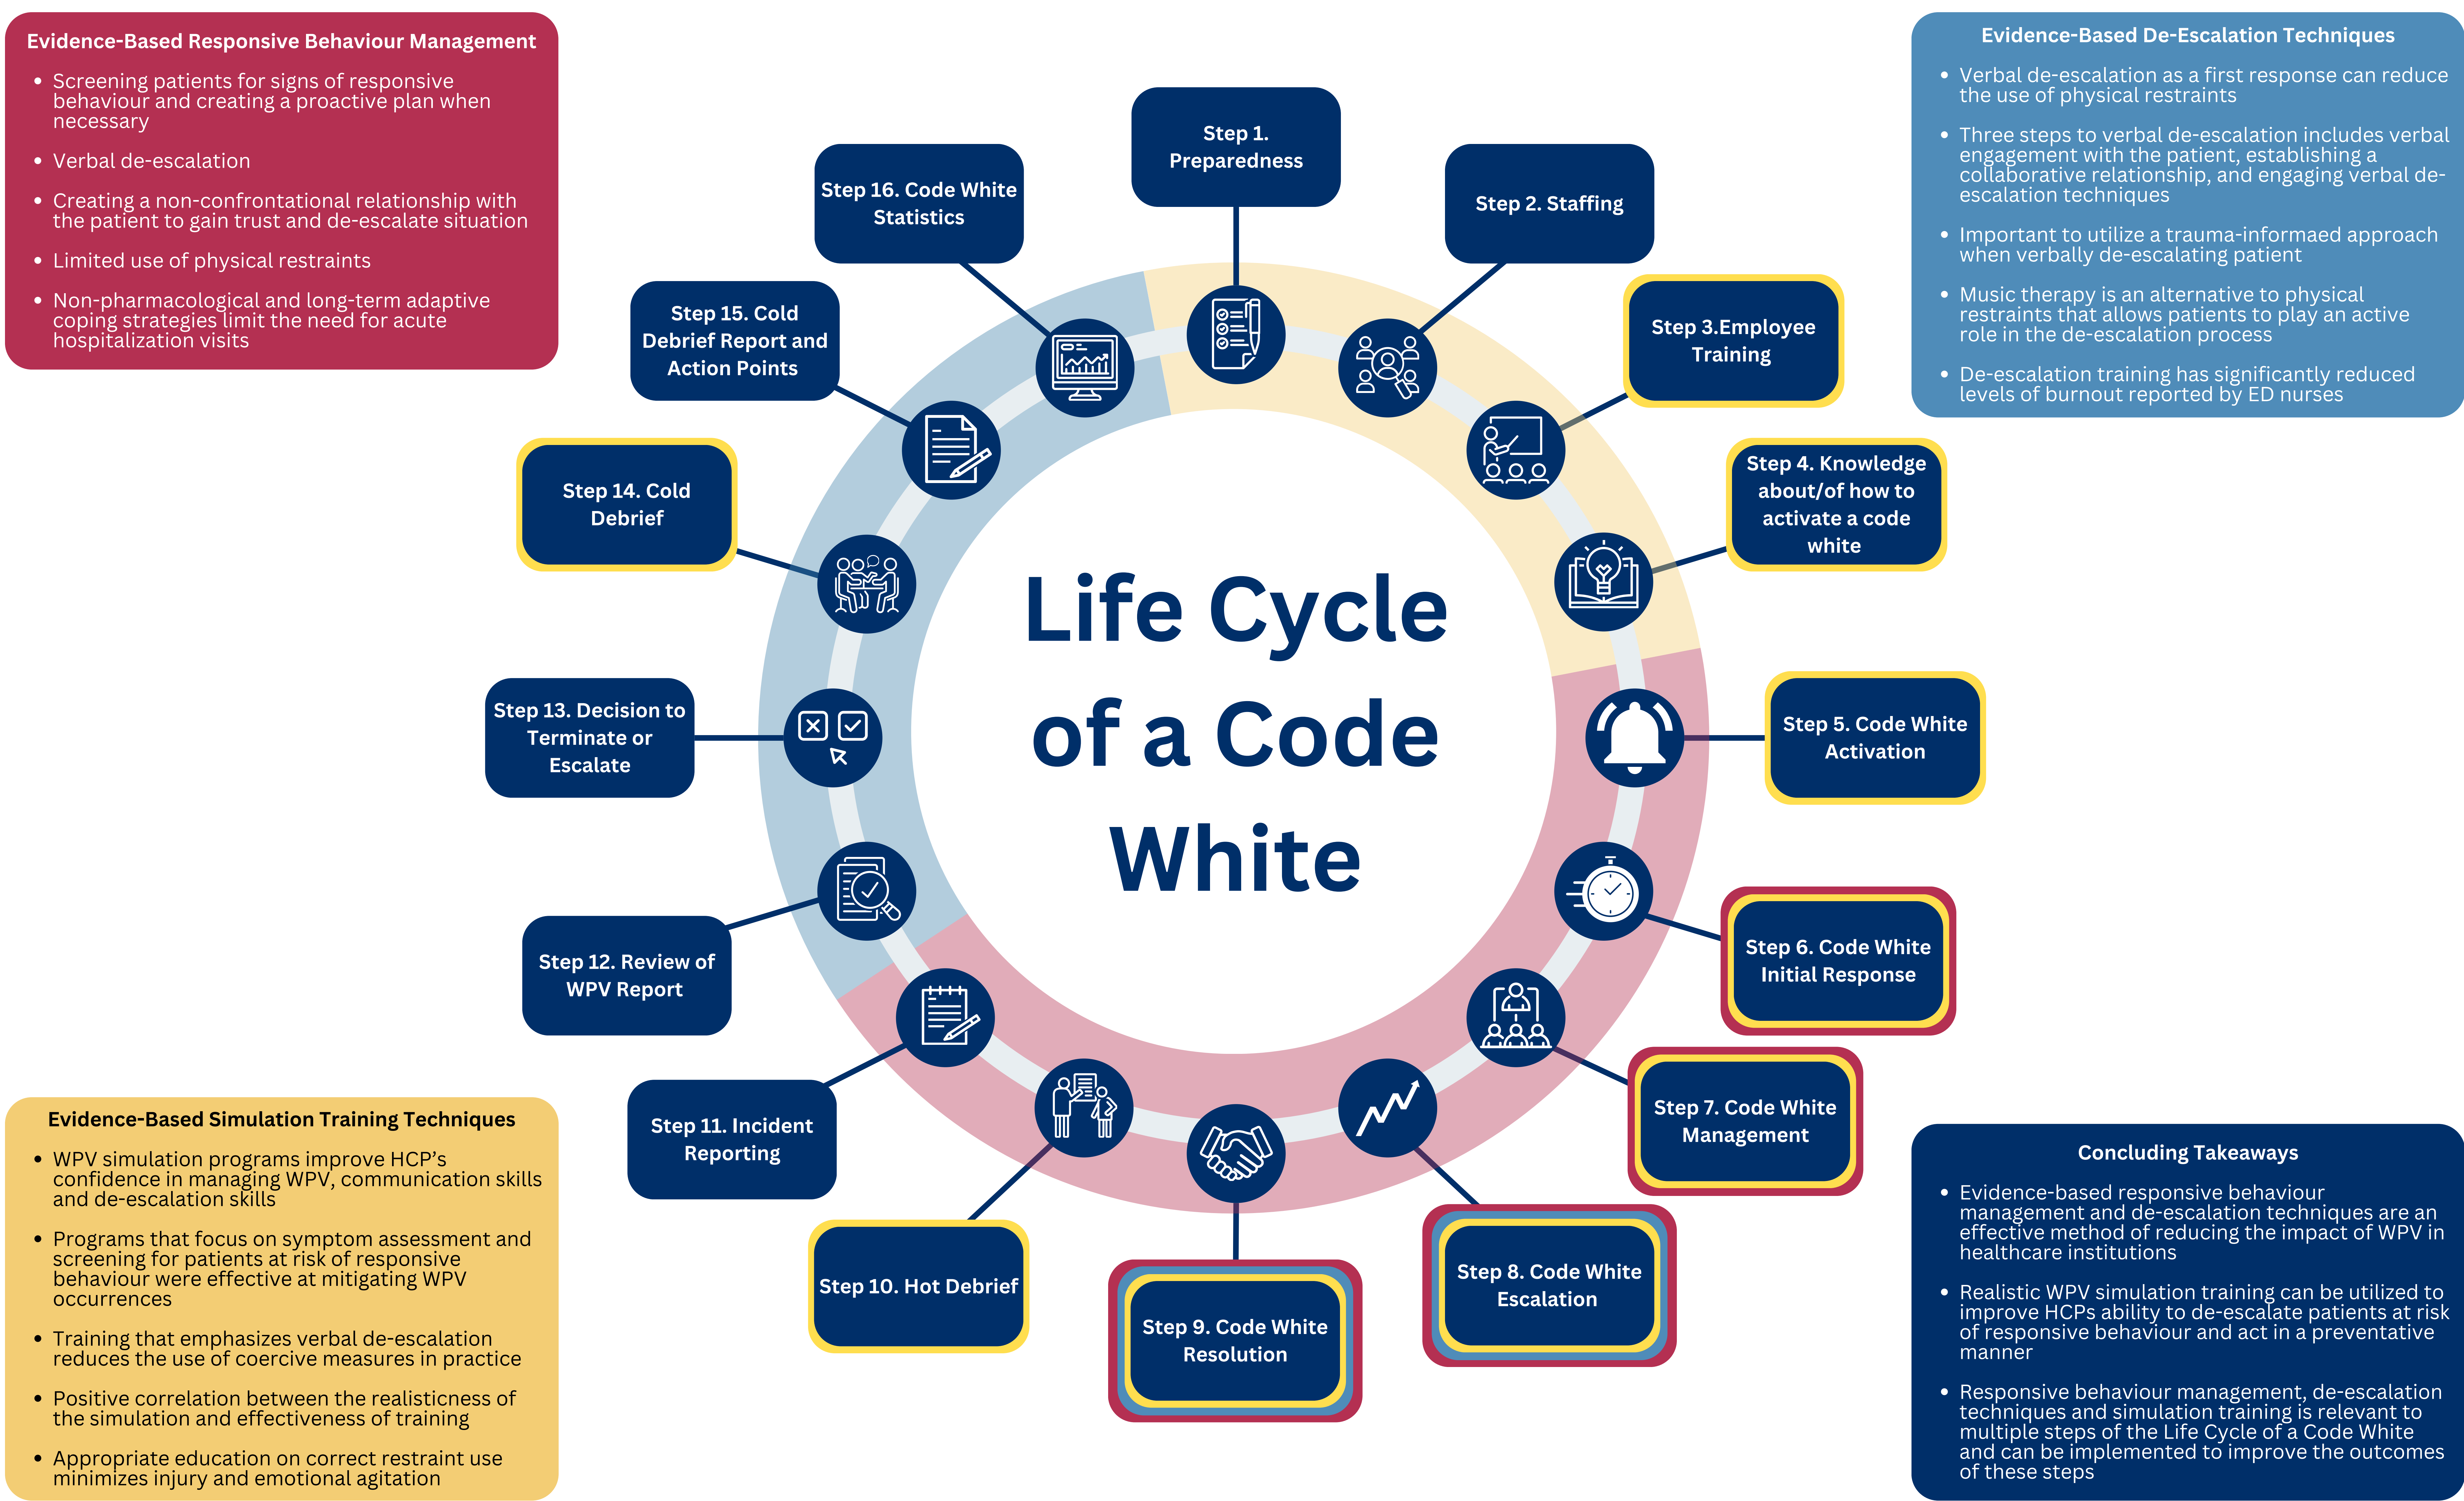 Evidence-Based Responsive Behaviour Management
• Screening patients for signs of responsive
behaviour and creating a proactive plan when
necessary
• Verbal de-escalation
• Creating a non-confrontational relationship with
the patient to gain trust and de-escalate situation
• Limited use of physical restraints
• Non-pharmacological and long-term adaptive
coping strategies limit the need for acute
hospitalization visits
Evidence-Based De-Escalation Techniques
• Verbal de-escalation as a first response can reduce
the use of physical restraints
• Three steps to verbal de-escalation includes verbal
engagement with the patient, establishing a
collaborative relationship, and engaging verbal de-
escalation techniques
• Important to utilize a trauma-informaed approach
when verbally de-escalating patient
• Music therapy is an alternative to physical
restraints that allows patients to play an active
role in the de-escalation process
• De-escalation training has significantly reduced
levels of burnout reported by ED nurses
Life Cycle
of a Code
White
Step 1.
Preparedness
Step 2. Staffing
Step 3.Employee
Training
Step 4. Knowledge
about/of how to
activate a code
white
Step 5. Code White
Activation
Step 6. Code White
Initial Response
Step 7. Code White
Management
Step 8. Code White
Escalation
Step 9. Code White
Resolution
Step 10. Hot Debrief
Step 11. Incident
Reporting
Step 12. Review of
WPV Report
Step 13. Decision to
Terminate or
Escalate
Step 14. Cold
Debrief
Step 15. Cold
Debrief Report and
Action Points
Step 16. Code White
Statistics
Evidence-Based Simulation Training Techniques
• WPV simulation programs improve HCP’s
confidence in managing WPV, communication skills
and de-escalation skills
• Programs that focus on symptom assessment and
screening for patients at risk of responsive
behaviour were effective at mitigating WPV
occurrences
• Training that emphasizes verbal de-escalation
reduces the use of coercive measures in practice
• Positive correlation between the realisticness of
the simulation and effectiveness of training
• Appropriate education on correct restraint use
minimizes injury and emotional agitation
Concluding Takeaways
• Evidence-based responsive behaviour
management and de-escalation techniques are an
effective method of reducing the impact of WPV in
healthcare institutions
• Realistic WPV simulation training can be utilized to
improve HCPs ability to de-escalate patients at risk
of responsive behaviour and act in a preventative
manner
• Responsive behaviour management, de-escalation
techniques and simulation training is relevant to
multiple steps of the Life Cycle of a Code White
and can be implemented to improve the outcomes
of these steps